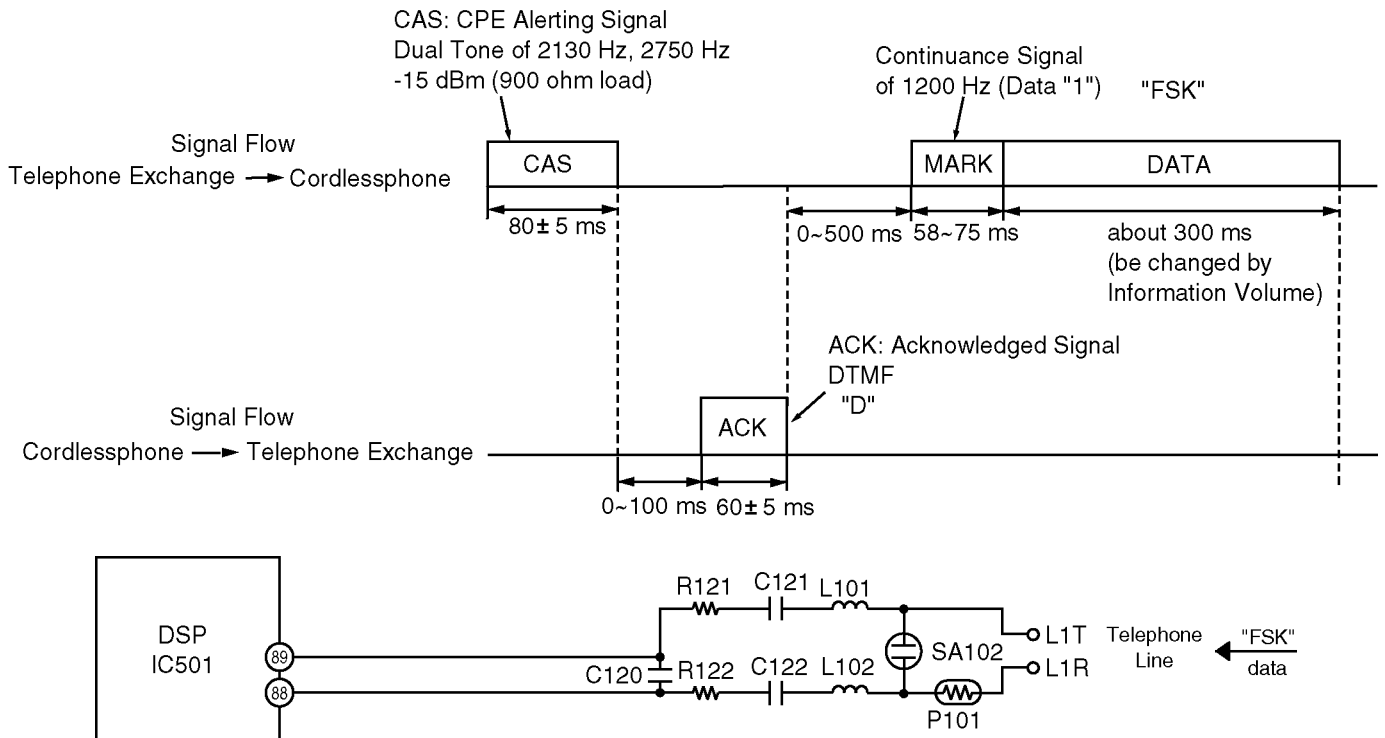 CAS: CPE Alerting Signal
Dual Tone of 2130 Hz, 2750 Hz
-15 dBm (900 ohm load)
Continuance Signal
of 1200 Hz (Data "1")
"FSK"
Signal Flow
Telephone Exchange → Cordlessphone
CAS
MARK
DATA
80± 5 ms
0~500 ms
58~75 ms
about 300 ms
(be changed by
Information Volume)
ACK: Acknowledged Signal
DTMF
"D"
Signal Flow
Cordlessphone → Telephone Exchange
ACK
0~100 ms
60± 5 ms
DSP
IC501
89
88
C120
R121
C121
L101
R122
C122
L102
SA102
P101
L1T
L1R
Telephone
Line
"FSK"
data